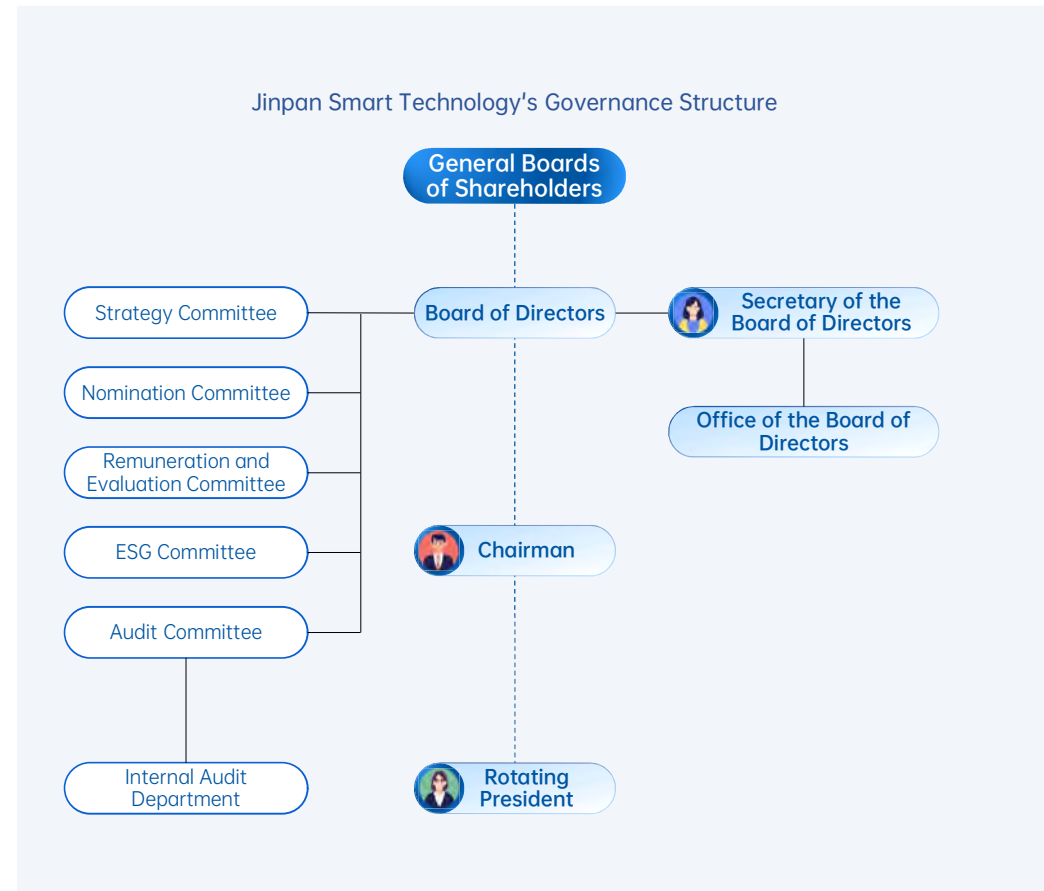 Jinpan Smart Technology's Governance Structure
General Boards
of Shareholders
Strategy Committee
Board of Directors
Secretary of the
Board of Directors
Nomination Committee
Office of the Board of
Directors
Remuneration and
Evaluation Committee
ESG Committee
Chairman
Audit Committee
Internal Audit
Department
Rotating
President